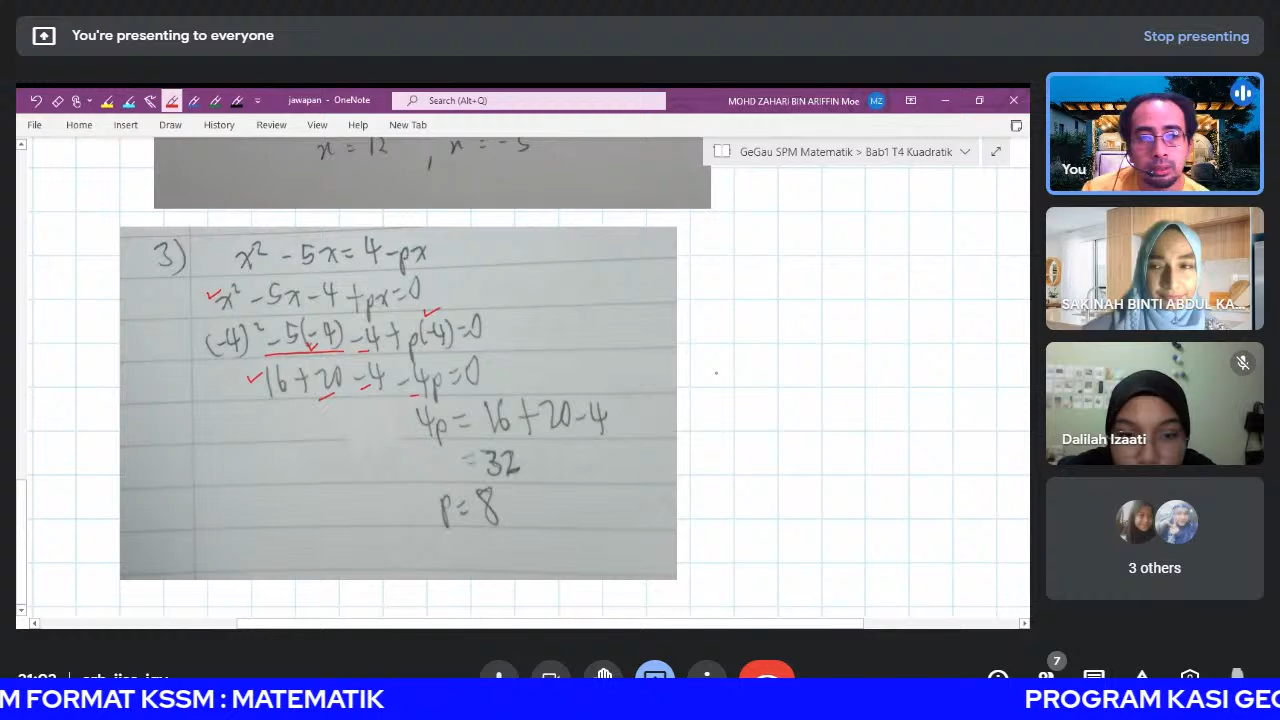 You're presenting to everyone
Stop presenting
jawapan - OneNote
Search (Alt+Q)
MOHD ZAHARI BIN ARIFFIN Moe
MZ
File Home Insert Draw History Review View Help New Tab
GeGau SPM Matematik > Bab1 T4 Kuadratik
x = 12 , x = -5
3) x² - 5x = 4 - px
x² - 5x - 4 + px = 0
(-4)² - 5(-4) - 4 + p(-4) = 0
16 + 20 - 4 - 4p = 0
4p = 16 + 20 - 4
= 32
p = 8
You
SAKINAH BINTI ABDUL KA...
Dalilah Izaati
3 others
7
M FORMAT KSSM : MATEMATIK
PROGRAM KASI GEG